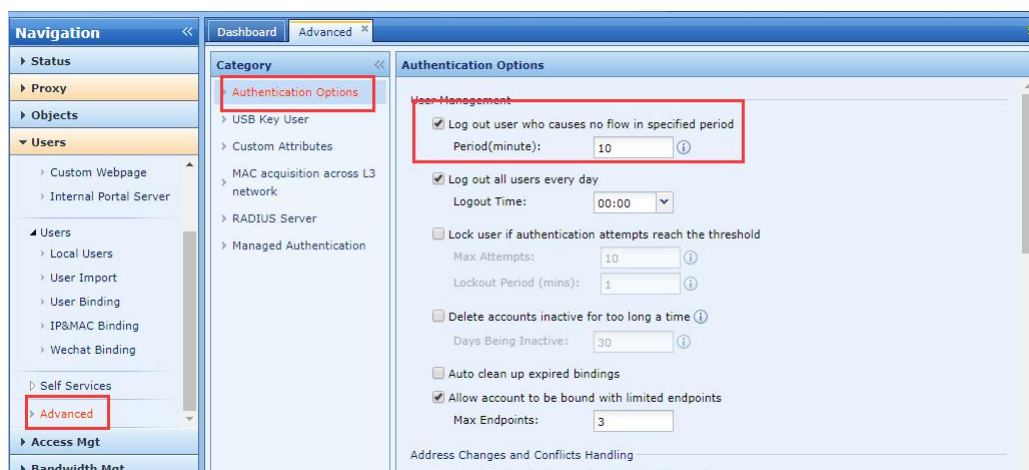 Navigation
Status
Proxy
Objects
Users
Custom Webpage
Internal Portal Server
Users
Local Users
User Import
User Binding
IP&MAC Binding
Wechat Binding
Self Services
Advanced
Access Mgt
Bandwidth Mgt
Dashboard
Advanced
Category
Authentication Options
USB Key User
Custom Attributes
MAC acquisition across L3
network
RADIUS Server
Managed Authentication
Authentication Options
User Management
Log out user who causes no flow in specified period
Period(minute): 10
Log out all users every day
Logout Time: 00:00
Lock user if authentication attempts reach the threshold
Max Attempts: 10
Lockout Period (mins): 1
Delete accounts inactive for too long a time
Days Being Inactive: 30
Auto clean up expired bindings
Allow account to be bound with limited endpoints
Max Endpoints: 3
Address Changes and Conflicts Handling